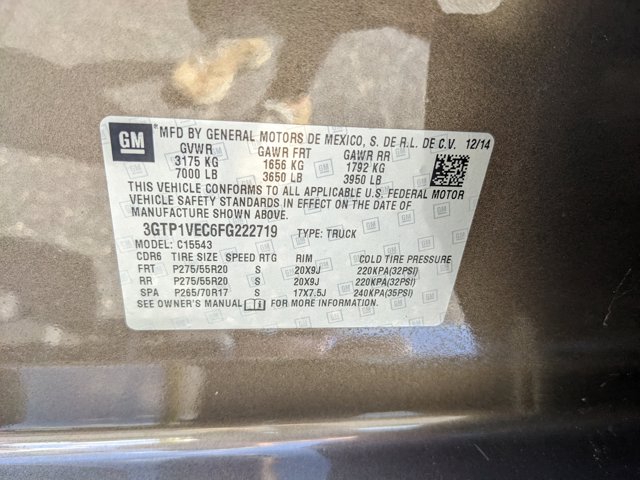 GM *MFD BY GENERAL MOTORS DE MEXICO, S. DE R.L. DE C.V. 12/14
GVWR GAWR FRT GAWR RR
3175 KG 1656 KG 1792 KG
7000 LB 3650 LB 3950 LB
THIS VEHICLE CONFORMS TO ALL APPLICABLE U.S. FEDERAL MOTOR
VEHICLE SAFETY STANDARDS IN EFFECT ON THE DATE OF
MANUFACTURE SHOWN ABOVE.
3GTP1VEC6FG222719 TYPE: TRUCK
MODEL: C15543
CDR6 TIRE SIZE SPEED RTG RIM COLD TIRE PRESSURE
FRT P275/55R20 S 20X9J 220KPA(32PSI)
RR P275/55R20 S 20X9J 220KPA(32PSI)
SPA P265/70R17 S 17X7.5J 240KPA(35PSI)
SEE OWNER'S MANUAL FOR MORE INFORMATION.